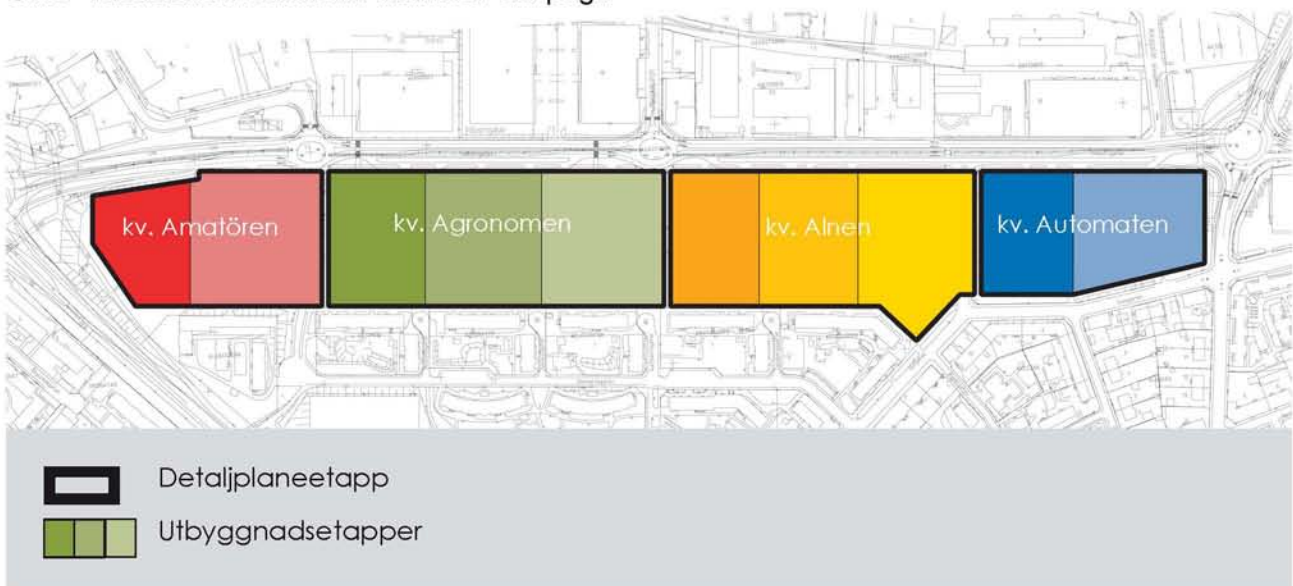 kv. Amatören
kv. Agronomen
kv. Alnen
kv. Automaten
Detaljplaneetapp
Utbyggnadsetapper